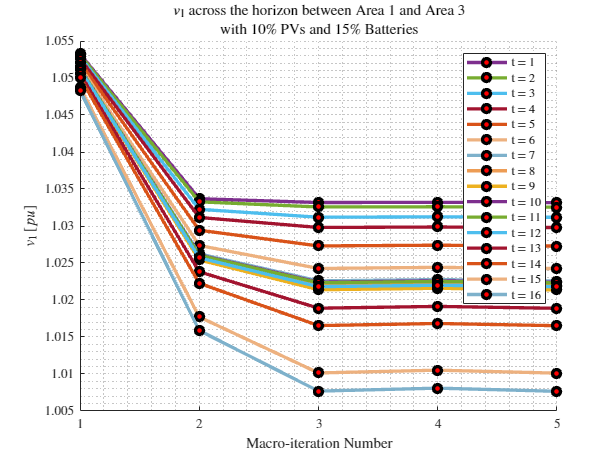 v₁ across the horizon between Area 1 and Area 3
with 10% PVs and 15% Batteries
1.055
1.05
1.045
1.04
1.035
1.03
1.025
1.02
1.015
1.01
1.005
v₁ [pu]
t = 1
t = 2
t = 3
t = 4
t = 5
t = 6
t = 7
t = 8
t = 9
t = 10
t = 11
t = 12
t = 13
t = 14
t = 15
t = 16
1 2 3 4 5
Macro-iteration Number